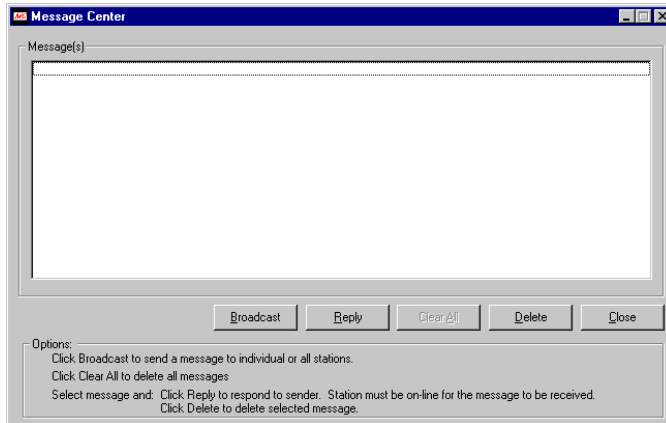 Message Center
Message(s)
Broadcast Reply Clear All Delete Close
Options:
Click Broadcast to send a message to individual or all stations.
Click Clear All to delete all messages
Select message and: Click Reply to respond to sender. Station must be on-line for the message to be received.
Click Delete to delete selected message.